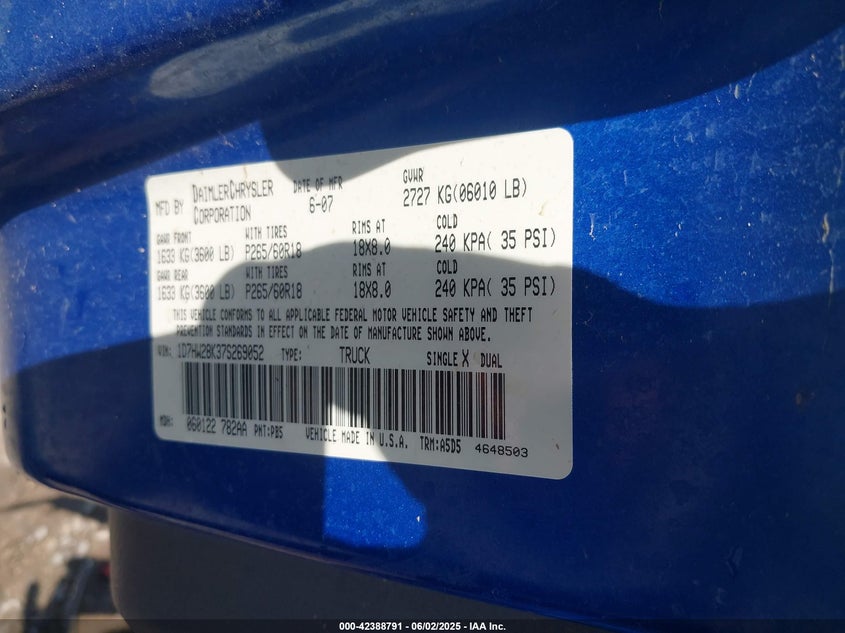 MFD BY DAIMLERCHRYSLER CORPORATION DATE OF MFR 6-07 GVWR 2727 KG(06010 LB)
GAWR FRONT WITH TIRES RIMS AT COLD
1633 KG(3600 LB) P265/60R18 18X8.0 240 KPA( 35 PSI)
GAWR REAR WITH TIRES RIMS AT COLD
1633 KG(3600 LB) P265/60R18 18X8.0 240 KPA( 35 PSI)
THIS VEHICLE CONFORMS TO ALL APPLICABLE FEDERAL MOTOR VEHICLE SAFETY AND THEFT
PREVENTION STANDARDS IN EFFECT ON THE DATE OF MANUFACTURE SHOWN ABOVE.
VIN: 1D7HW28K37S269052 TYPE: TRUCK SINGLE X DUAL
MDH: 060122 782AA PNT:PB5 VEHICLE MADE IN U.S.A. TRM:A5D5 4648503
000-42388791 - 06/02/2025 - IAA Inc.